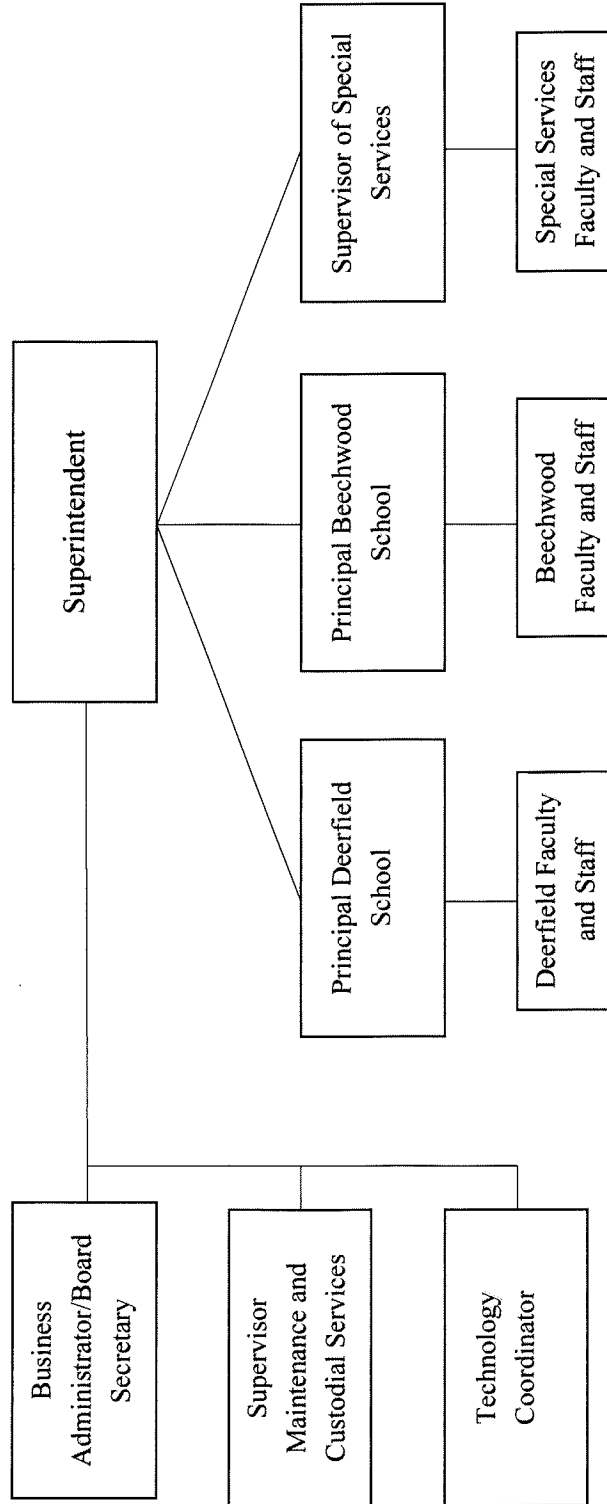 Superintendent
Business
Administrator/Board
Secretary
Supervisor
Maintenance and
Custodial Services
Technology
Coordinator
Principal Deerfield
School
Principal Beechwood
School
Supervisor of Special
Services
Deerfield Faculty
and Staff
Beechwood
Faculty and Staff
Special Services
Faculty and Staff